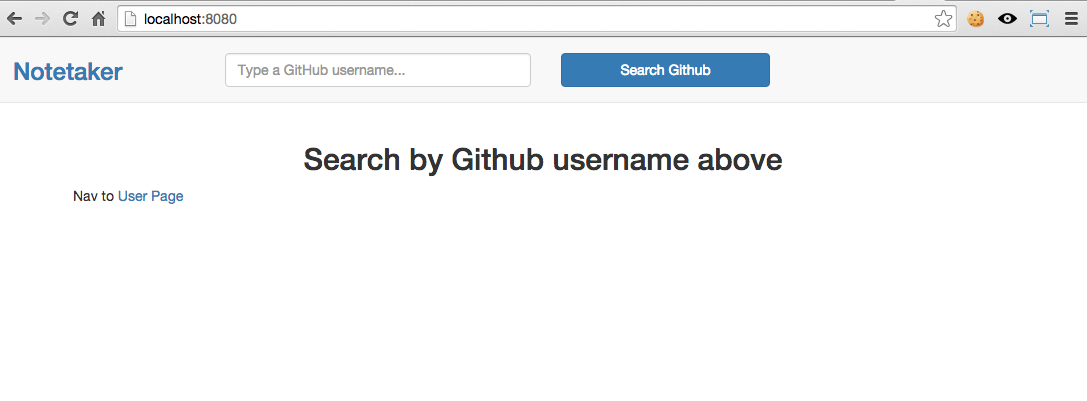 localhost:8080
Notetaker
Type a GitHub username...
Search Github
Search by Github username above
Nav to User Page